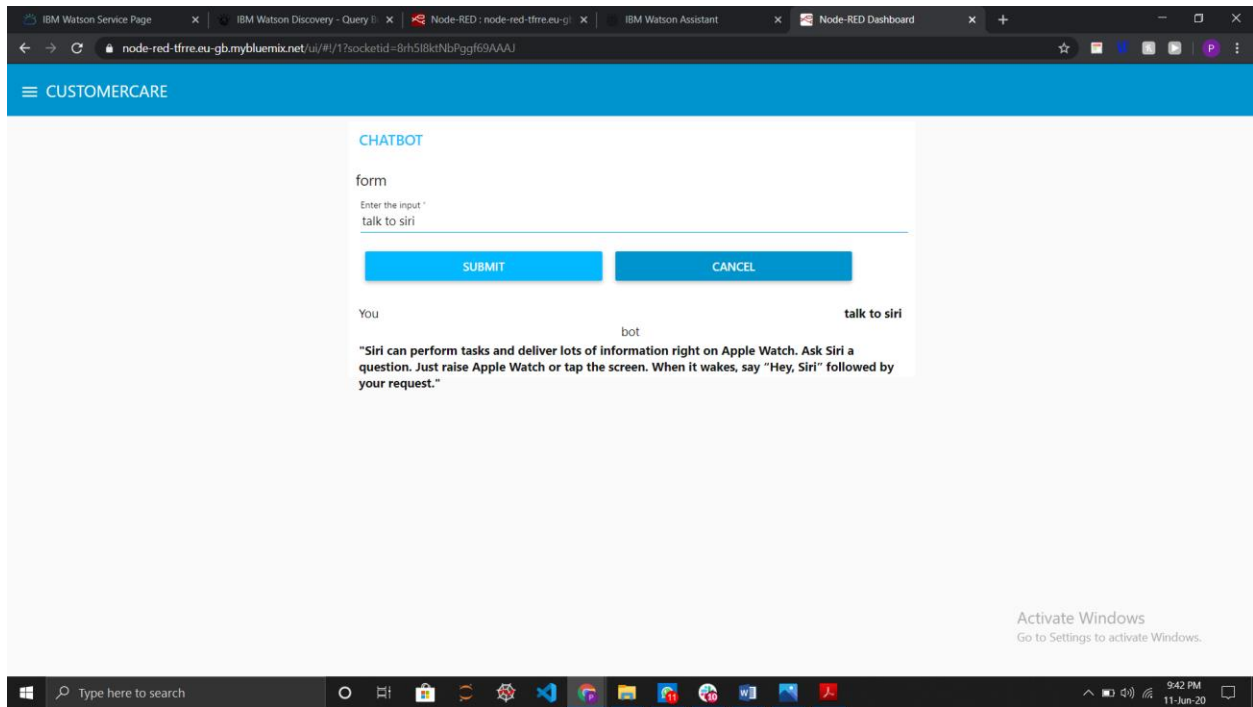 IBM Watson Service Page
IBM Watson Discovery - Query B
Node-RED : node-red-tfrre.eu-g
IBM Watson Assistant
Node-RED Dashboard
node-red-tfrre.eu-gb.mybluemix.net/ui/#!/1?socketid=8rh5I8ktNbPggf69AAAJ
P
CUSTOMERCARE
CHATBOT
form
Enter the input *
talk to siri
SUBMIT
CANCEL
You
talk to siri
bot
"Siri can perform tasks and deliver lots of information right on Apple Watch. Ask Siri a
question. Just raise Apple Watch or tap the screen. When it wakes, say “Hey, Siri” followed by
your request."
Activate Windows
Go to Settings to activate Windows.
Type here to search
9:42 PM
11-Jun-20